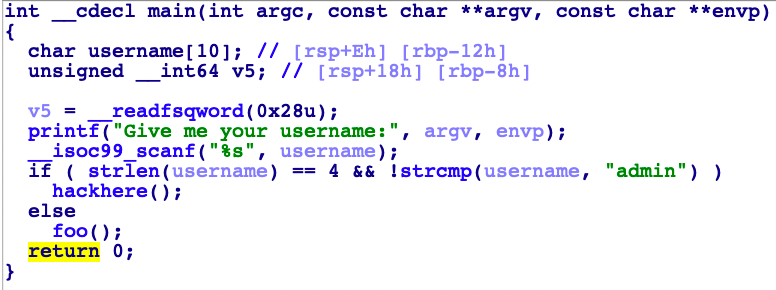 int __cdecl main(int argc, const char **argv, const char **envp)
{
char username[10]; // [rsp+Eh] [rbp-12h]
unsigned __int64 v5; // [rsp+18h] [rbp-8h]
v5 = __readfsqword(0x28u);
printf("Give me your username:", argv, envp);
__isoc99_scanf("%s", username);
if ( strlen(username) == 4 && !strcmp(username, "admin") )
hackhere();
else
foo();
return 0;
}